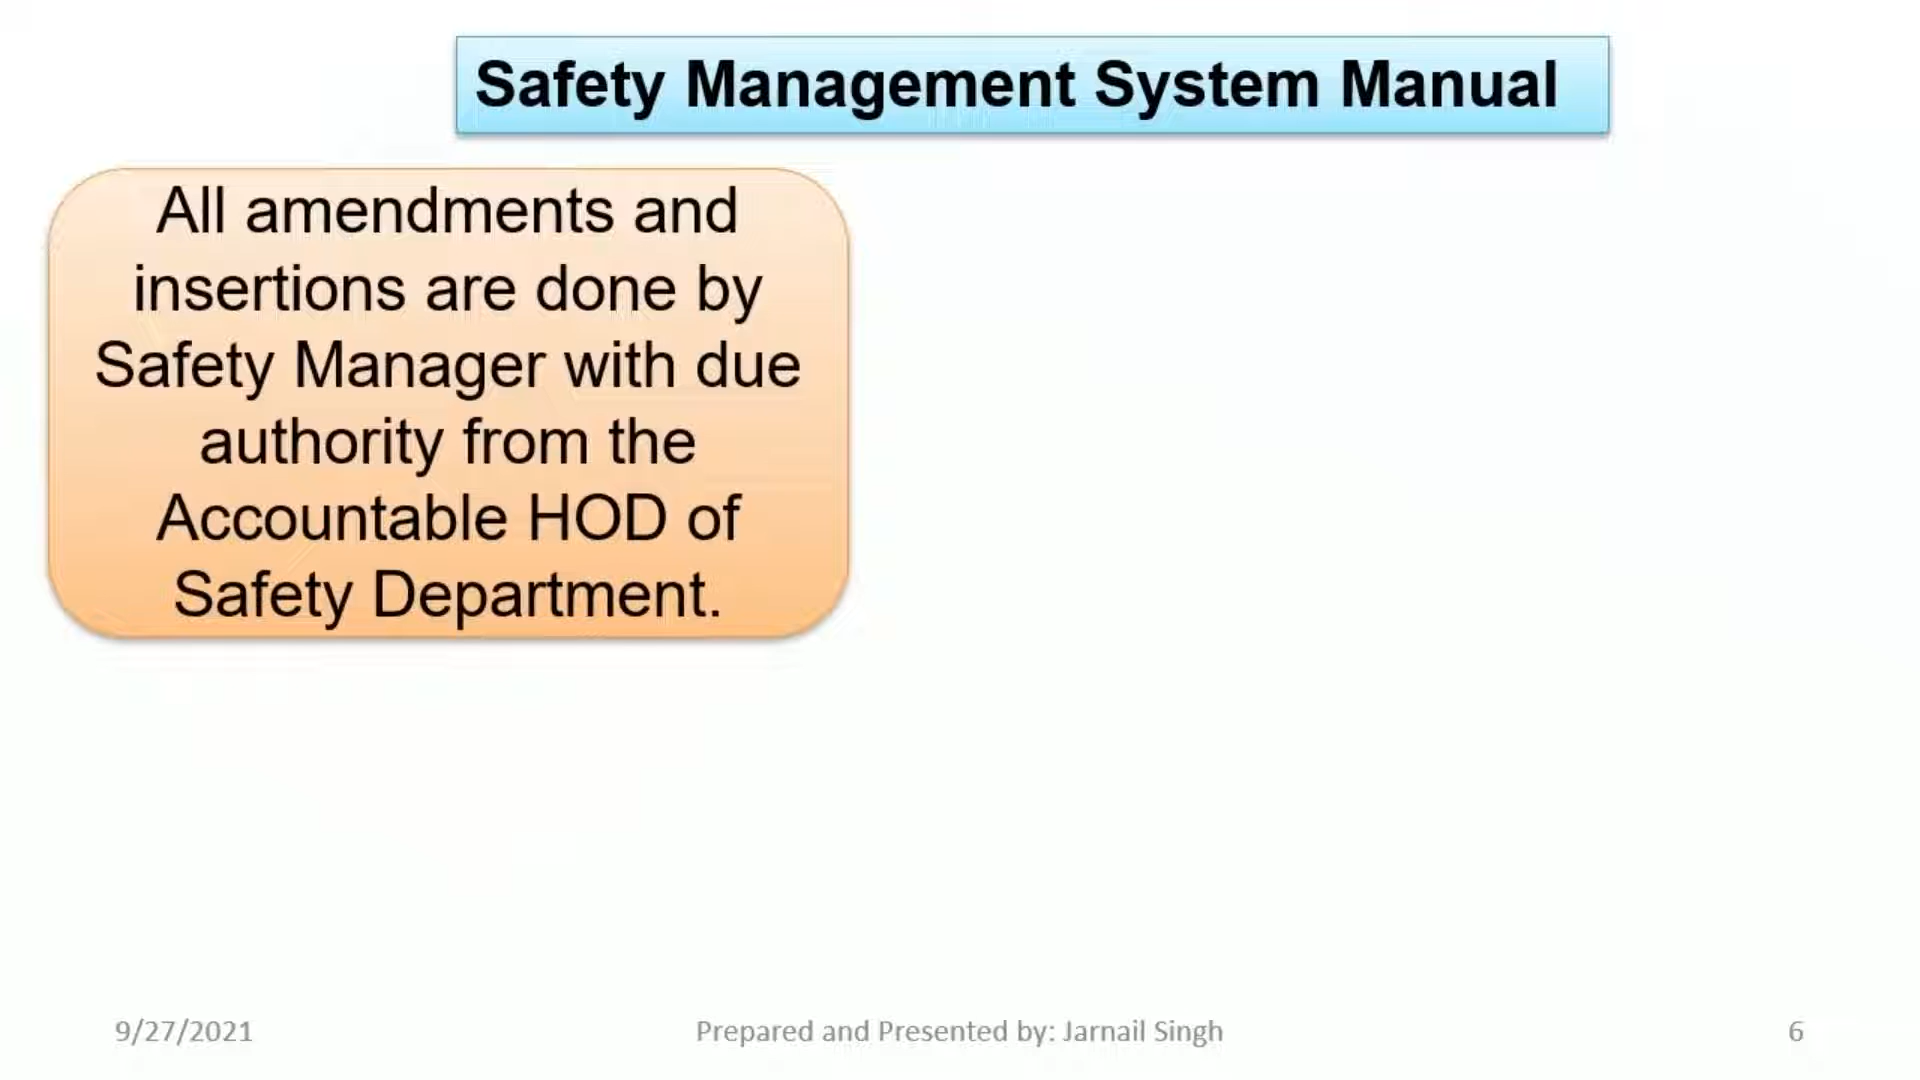 Safety Management System Manual
All amendments and
insertions are done by
Safety Manager with due
authority from the
Accountable HOD of
Safety Department.
9/27/2021
Prepared and Presented by: Jarnail Singh
6